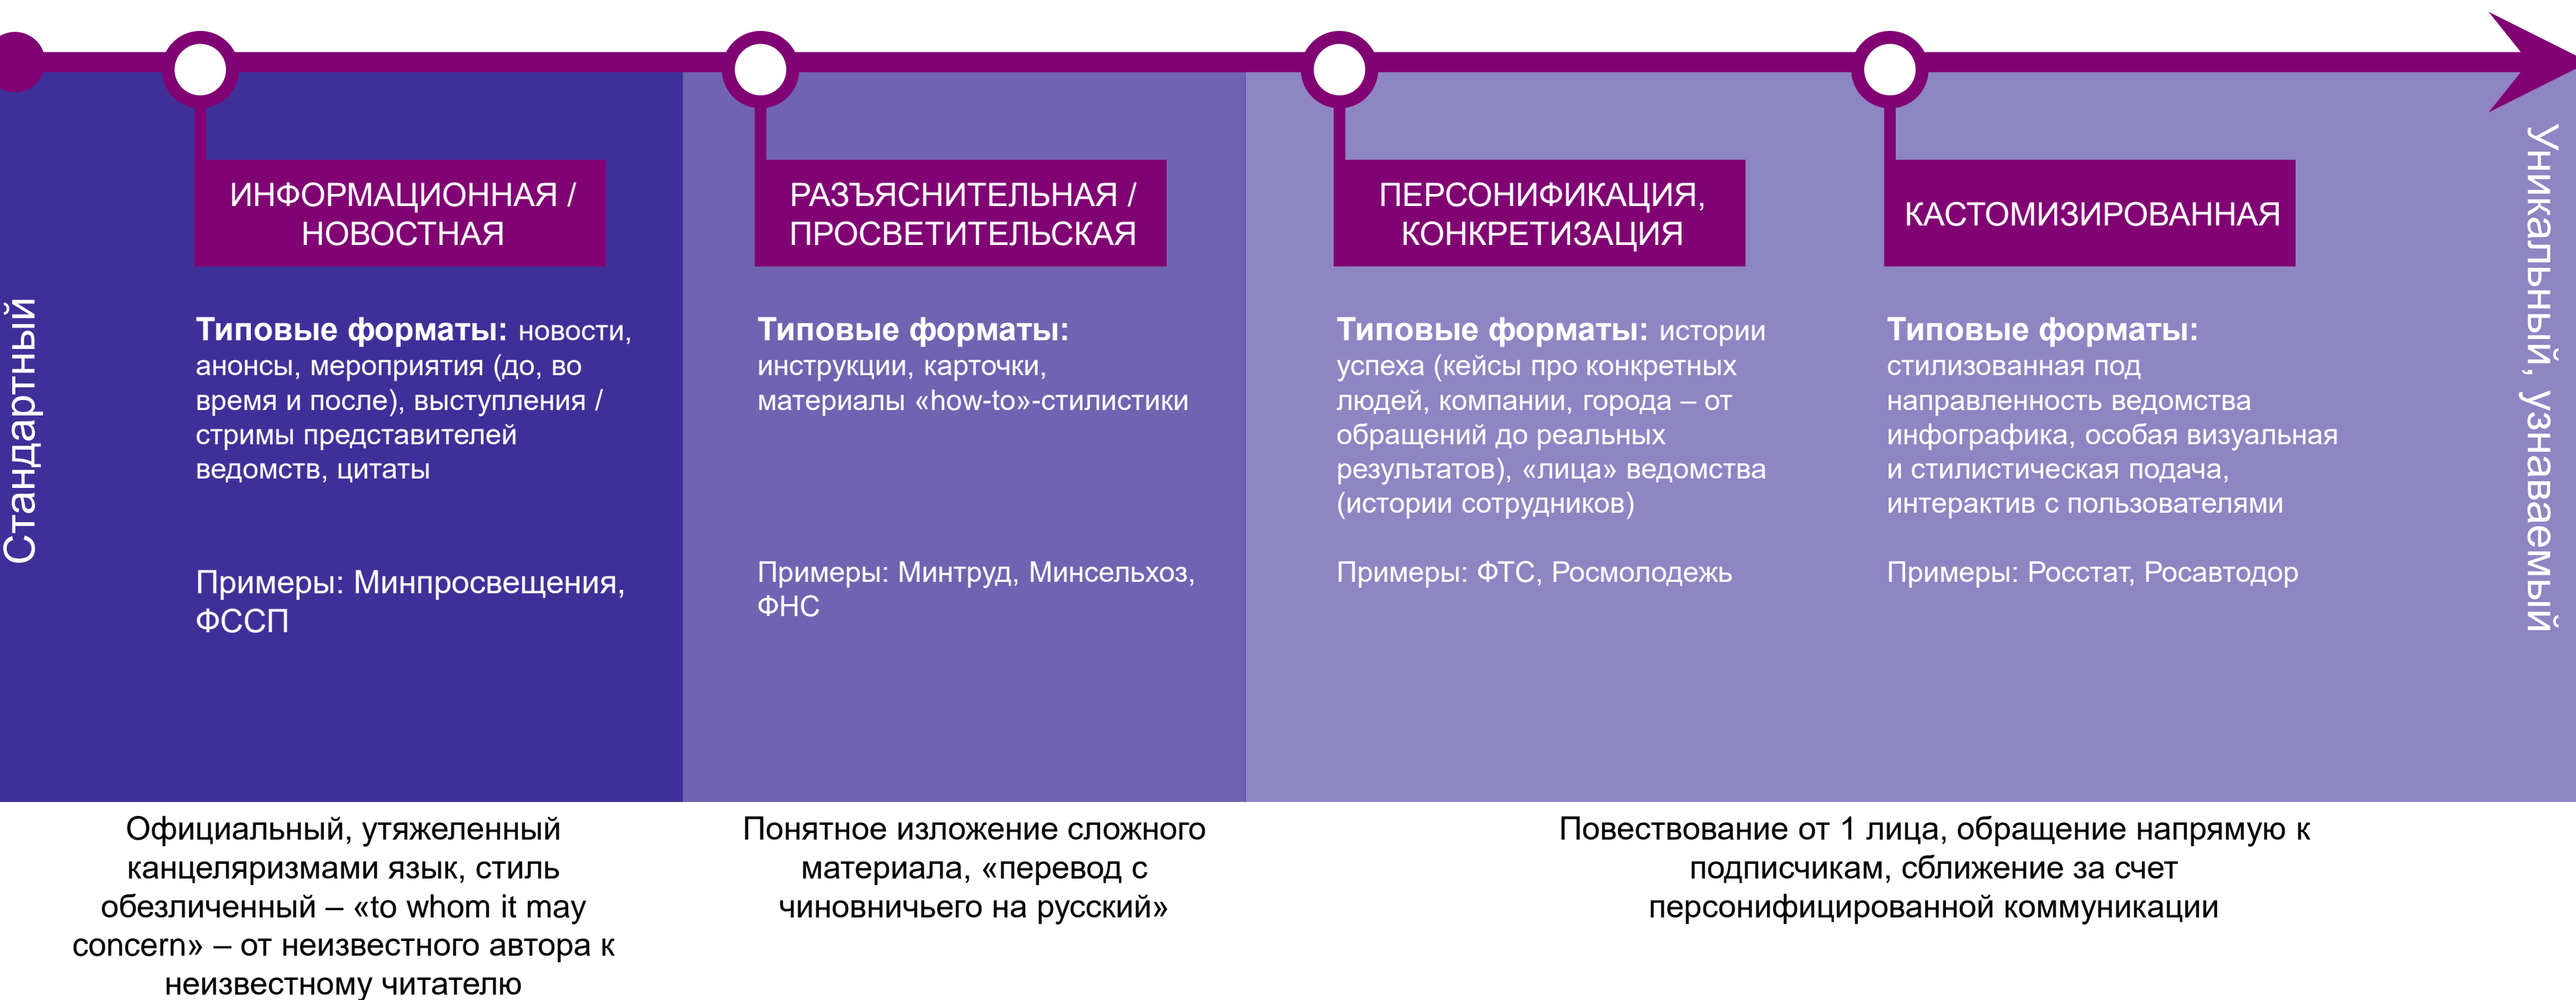 Стандартный
ИНФОРМАЦИОННАЯ /
НОВОСТНАЯ
Типовые форматы: новости,
анонсы, мероприятия (до, во
время и после), выступления /
стримы представителей
ведомств, цитаты
Примеры: Минпросвещения,
ФССП
РАЗЪЯСНИТЕЛЬНАЯ /
ПРОСВЕТИТЕЛЬСКАЯ
Типовые форматы:
инструкции, карточки,
материалы «how-to»-стилистики
Примеры: Минтруд, Минсельхоз,
ФНС
ПЕРСОНИФИКАЦИЯ,
КОНКРЕТИЗАЦИЯ
Типовые форматы: истории
успеха (кейсы про конкретных
людей, компании, города – от
обращений до реальных
результатов), «лица» ведомства
(истории сотрудников)
Примеры: ФТС, Росмолодежь
КАСТОМИЗИРОВАННАЯ
Типовые форматы:
стилизованная под
направленность ведомства
инфографика, особая визуальная
и стилистическая подача,
интерактив с пользователями
Примеры: Росстат, Росавтодор
Уникальный, узнаваемый
Официальный, утяжеленный
канцеляризмами язык, стиль
обезличенный – «to whom it may
concern» – от неизвестного автора к
неизвестному читателю
Понятное изложение сложного
материала, «перевод с
чиновничьего на русский»
Повествование от 1 лица, обращение напрямую к
подписчикам, сближение за счет
персонифицированной коммуникации